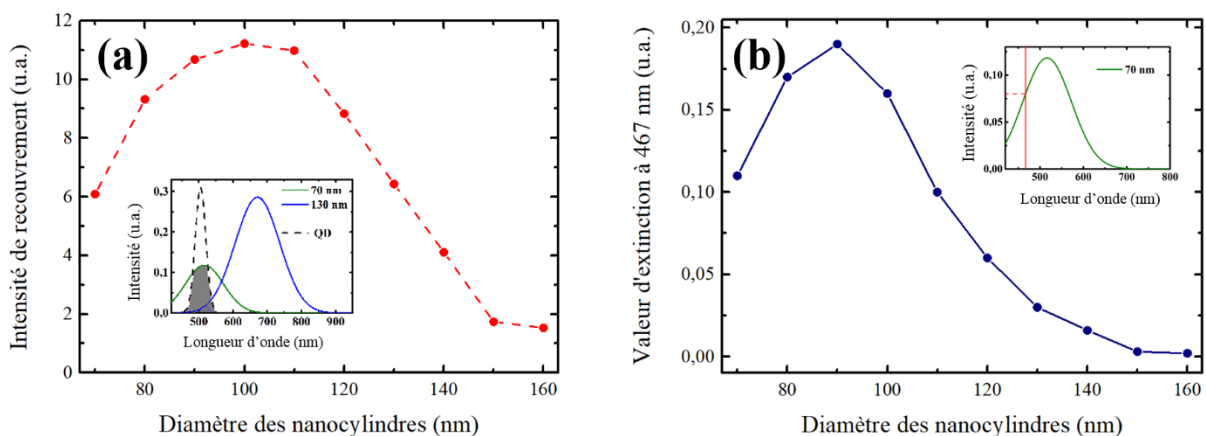 (a)
Intensité de recouvrement (u.a.)
12
10
8
6
4
2
0
80
100
120
140
160
Diamètre des nanocylindres (nm)
Intensité (u.a.)
0,3
0,2
0,1
0,0
500 600 700 800 900
Longueur d’onde (nm)
70 nm
130 nm
QD
(b)
Valeur d'extinction à 467 nm (u.a.)
0,20
0,15
0,10
0,05
0,00
80
100
120
140
160
Diamètre des nanocylindres (nm)
Intensité (u.a.)
0,10
0,05
0,00
500 600 700 800
Longueur d’onde (nm)
70 nm